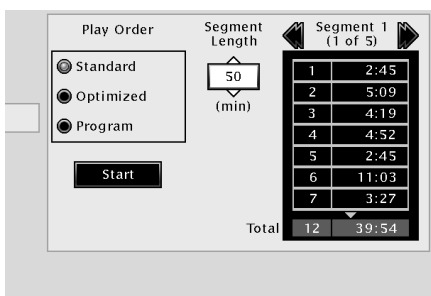 Play Order
Standard
Optimized
Program
Start
Segment
Length
50
(min)
Segment 1
(1 of 5)
1 2:45
2 5:09
3 4:19
4 4:52
5 2:45
6 11:03
7 3:27
Total 12 39:54